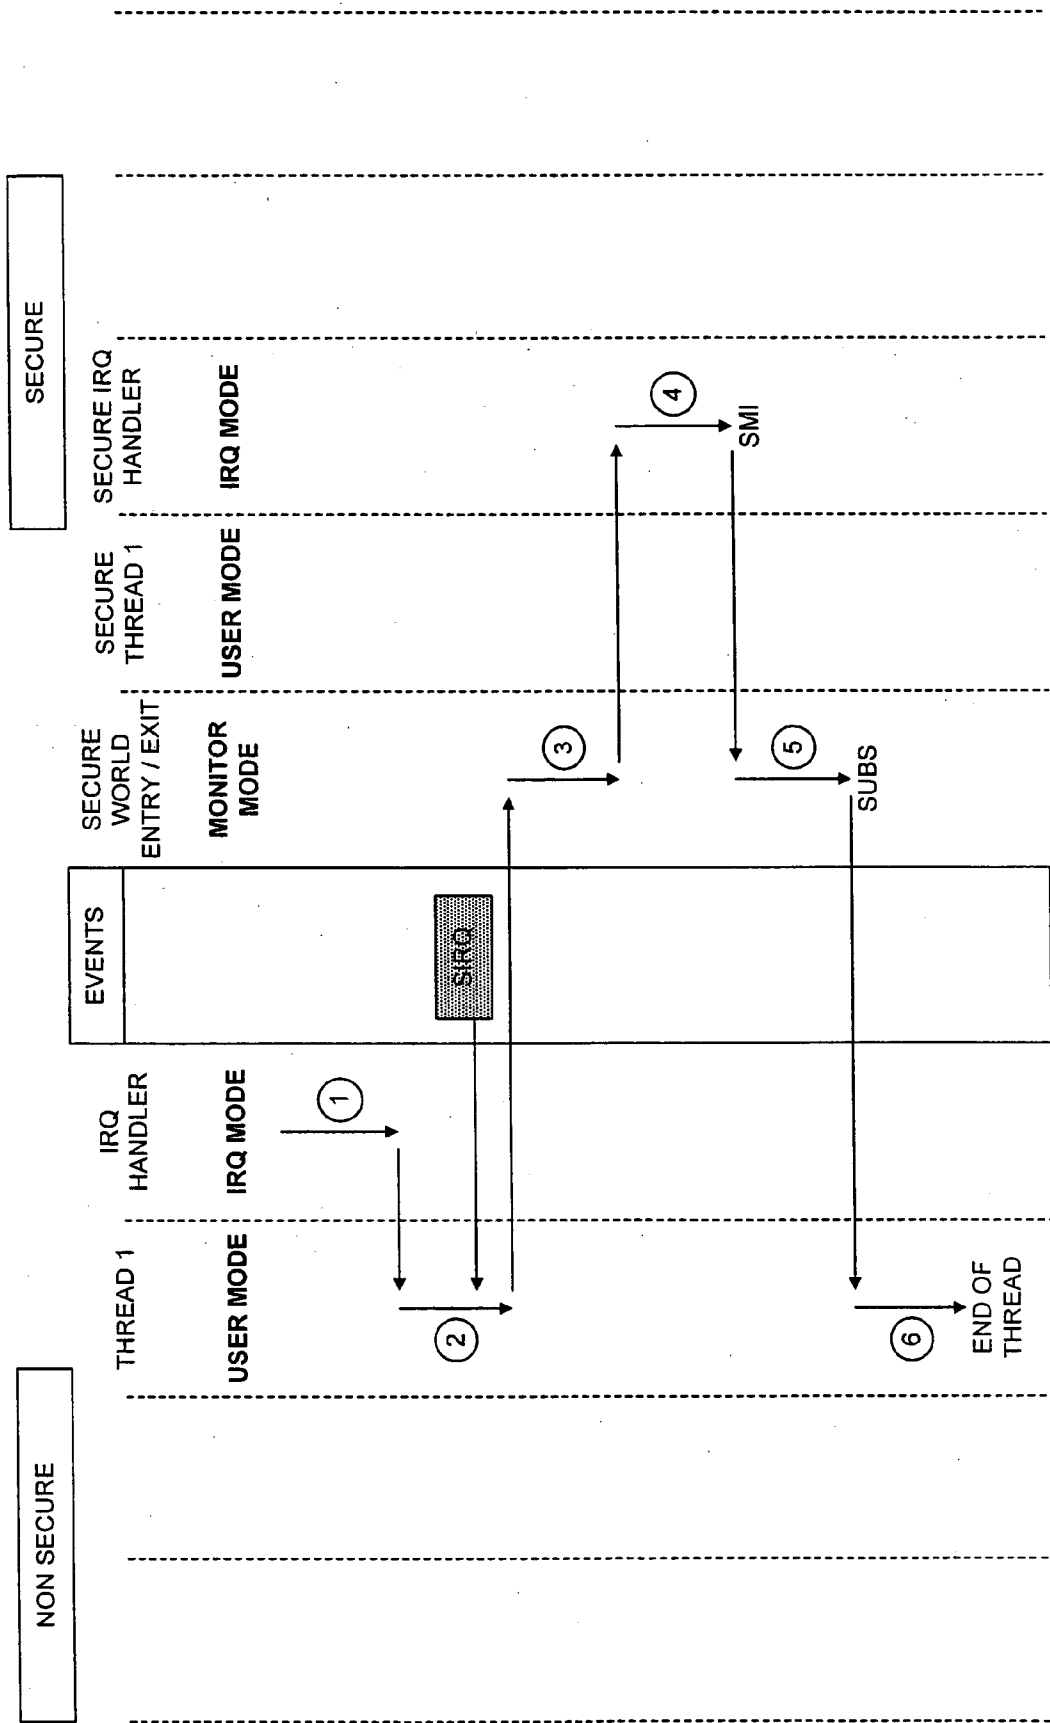 NON SECURE
SECURE
THREAD 1
USER MODE
IRQ
HANDLER
IRQ MODE
EVENTS
SECURE
WORLD
ENTRY / EXIT
MONITOR
MODE
SECURE
THREAD 1
USER MODE
SECURE IRQ
HANDLER
IRQ MODE
1
2
SIRQ
3
4
SMI
5
SUBS
6
END OF
THREAD